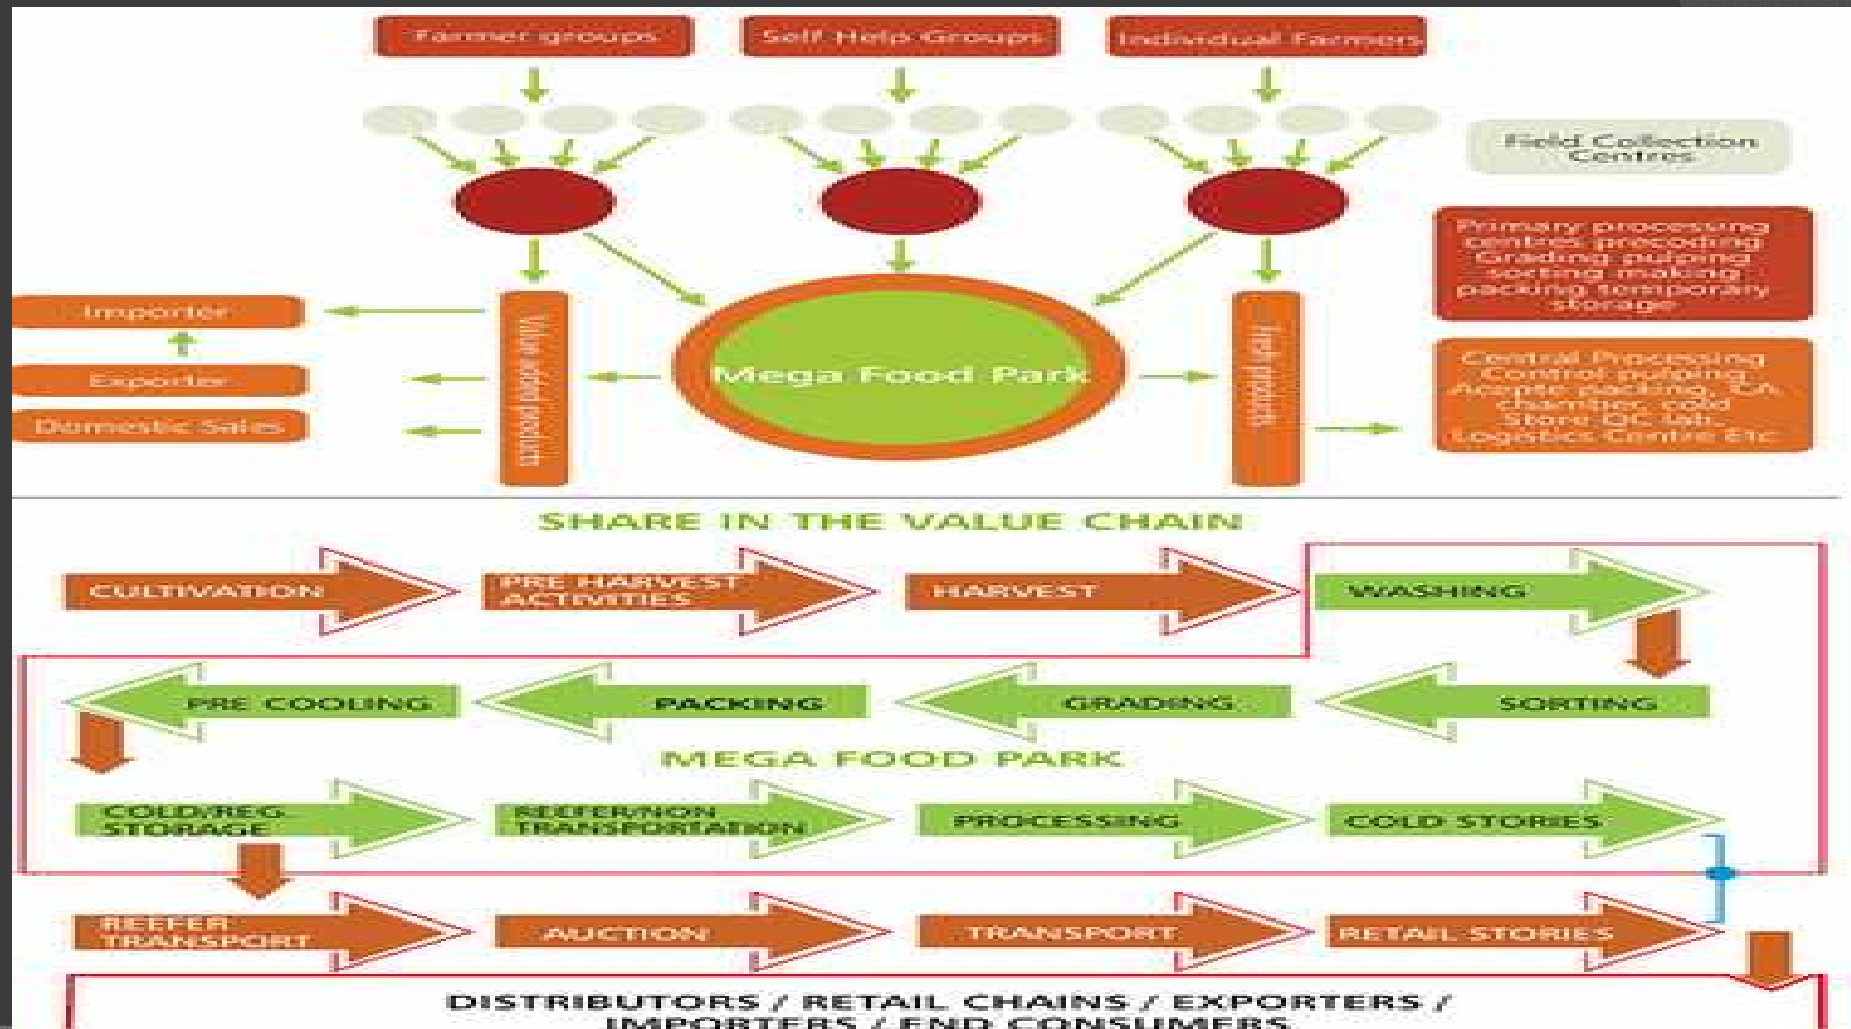 Farmer groups
Self Help Groups
Individual Farmers
Field Collection
Centres
Primary processing
centres precoding
Grading pulping
sorting making
packing temporary
storage
Importer
Exporter
Domestic Sales
Value added product
Mega Food Park
Fresh products
Central Processing
Control pulping
packing, CA
chamber, cold
Store QC lab.
Logistics Centre Etc
SHARE IN THE VALUE CHAIN
CULTIVATION
PRE HARVEST
ACTIVITIES
HARVEST
WASHING
PRE COOLING
PACKING
GRADING
SORTING
MEGA FOOD PARK
COLD/REG
STORAGE
REEFER/NON
TRANSPORTATION
PROCESSING
COLD STORIES
REEFER
TRANSPORT
AUCTION
TRANSPORT
RETAIL STORIES
DISTRIBUTORS / RETAIL CHAINS / EXPORTERS /
IMPORTERS / END CONSUMERS